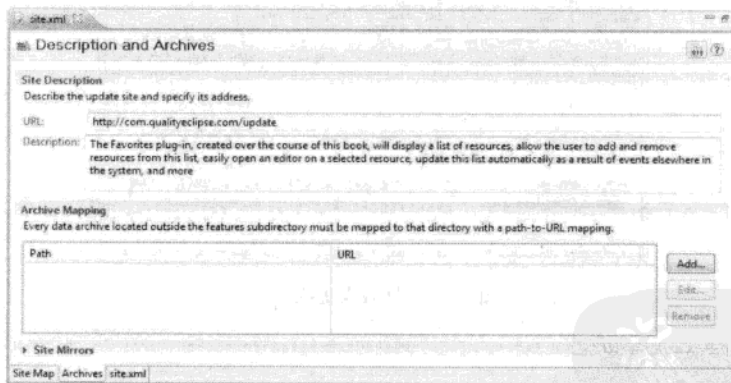 site.xml
Description and Archives
Site Description
Describe the update site and specify its address.
URL: http://com.qualityeclipse.com/update
Description: The Favorites plug-in, created over the course of this book, will display a list of resources, allow the user to add and remove
resources from this list, easily open an editor on a selected resource, update this list automatically as a result of events elsewhere in
the system, and more
Archive Mapping
Every data archive located outside the features subdirectory must be mapped to that directory with a path-to-URL mapping.
Path URL
Add...
Edit...
Remove
Site Mirrors
Site Map Archives site.xml